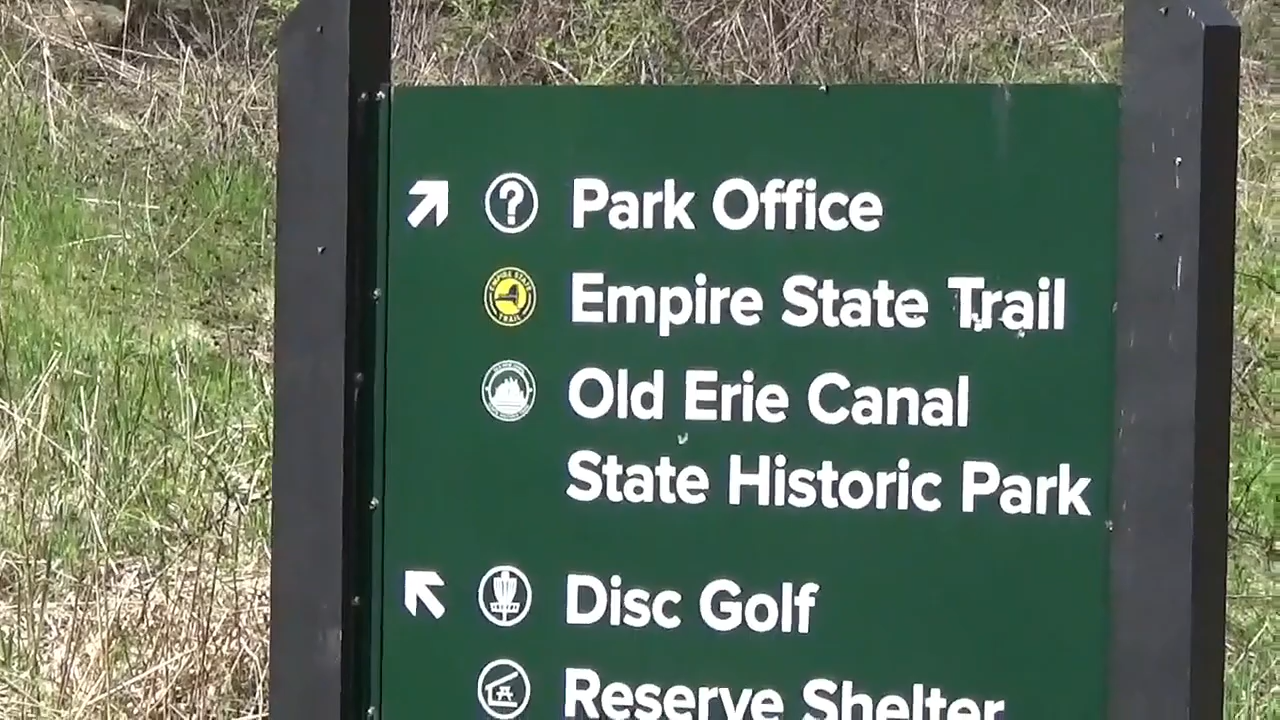 Park Office
Empire State Trail
Old Erie Canal
State Historic Park
Disc Golf
Reserve Shelter